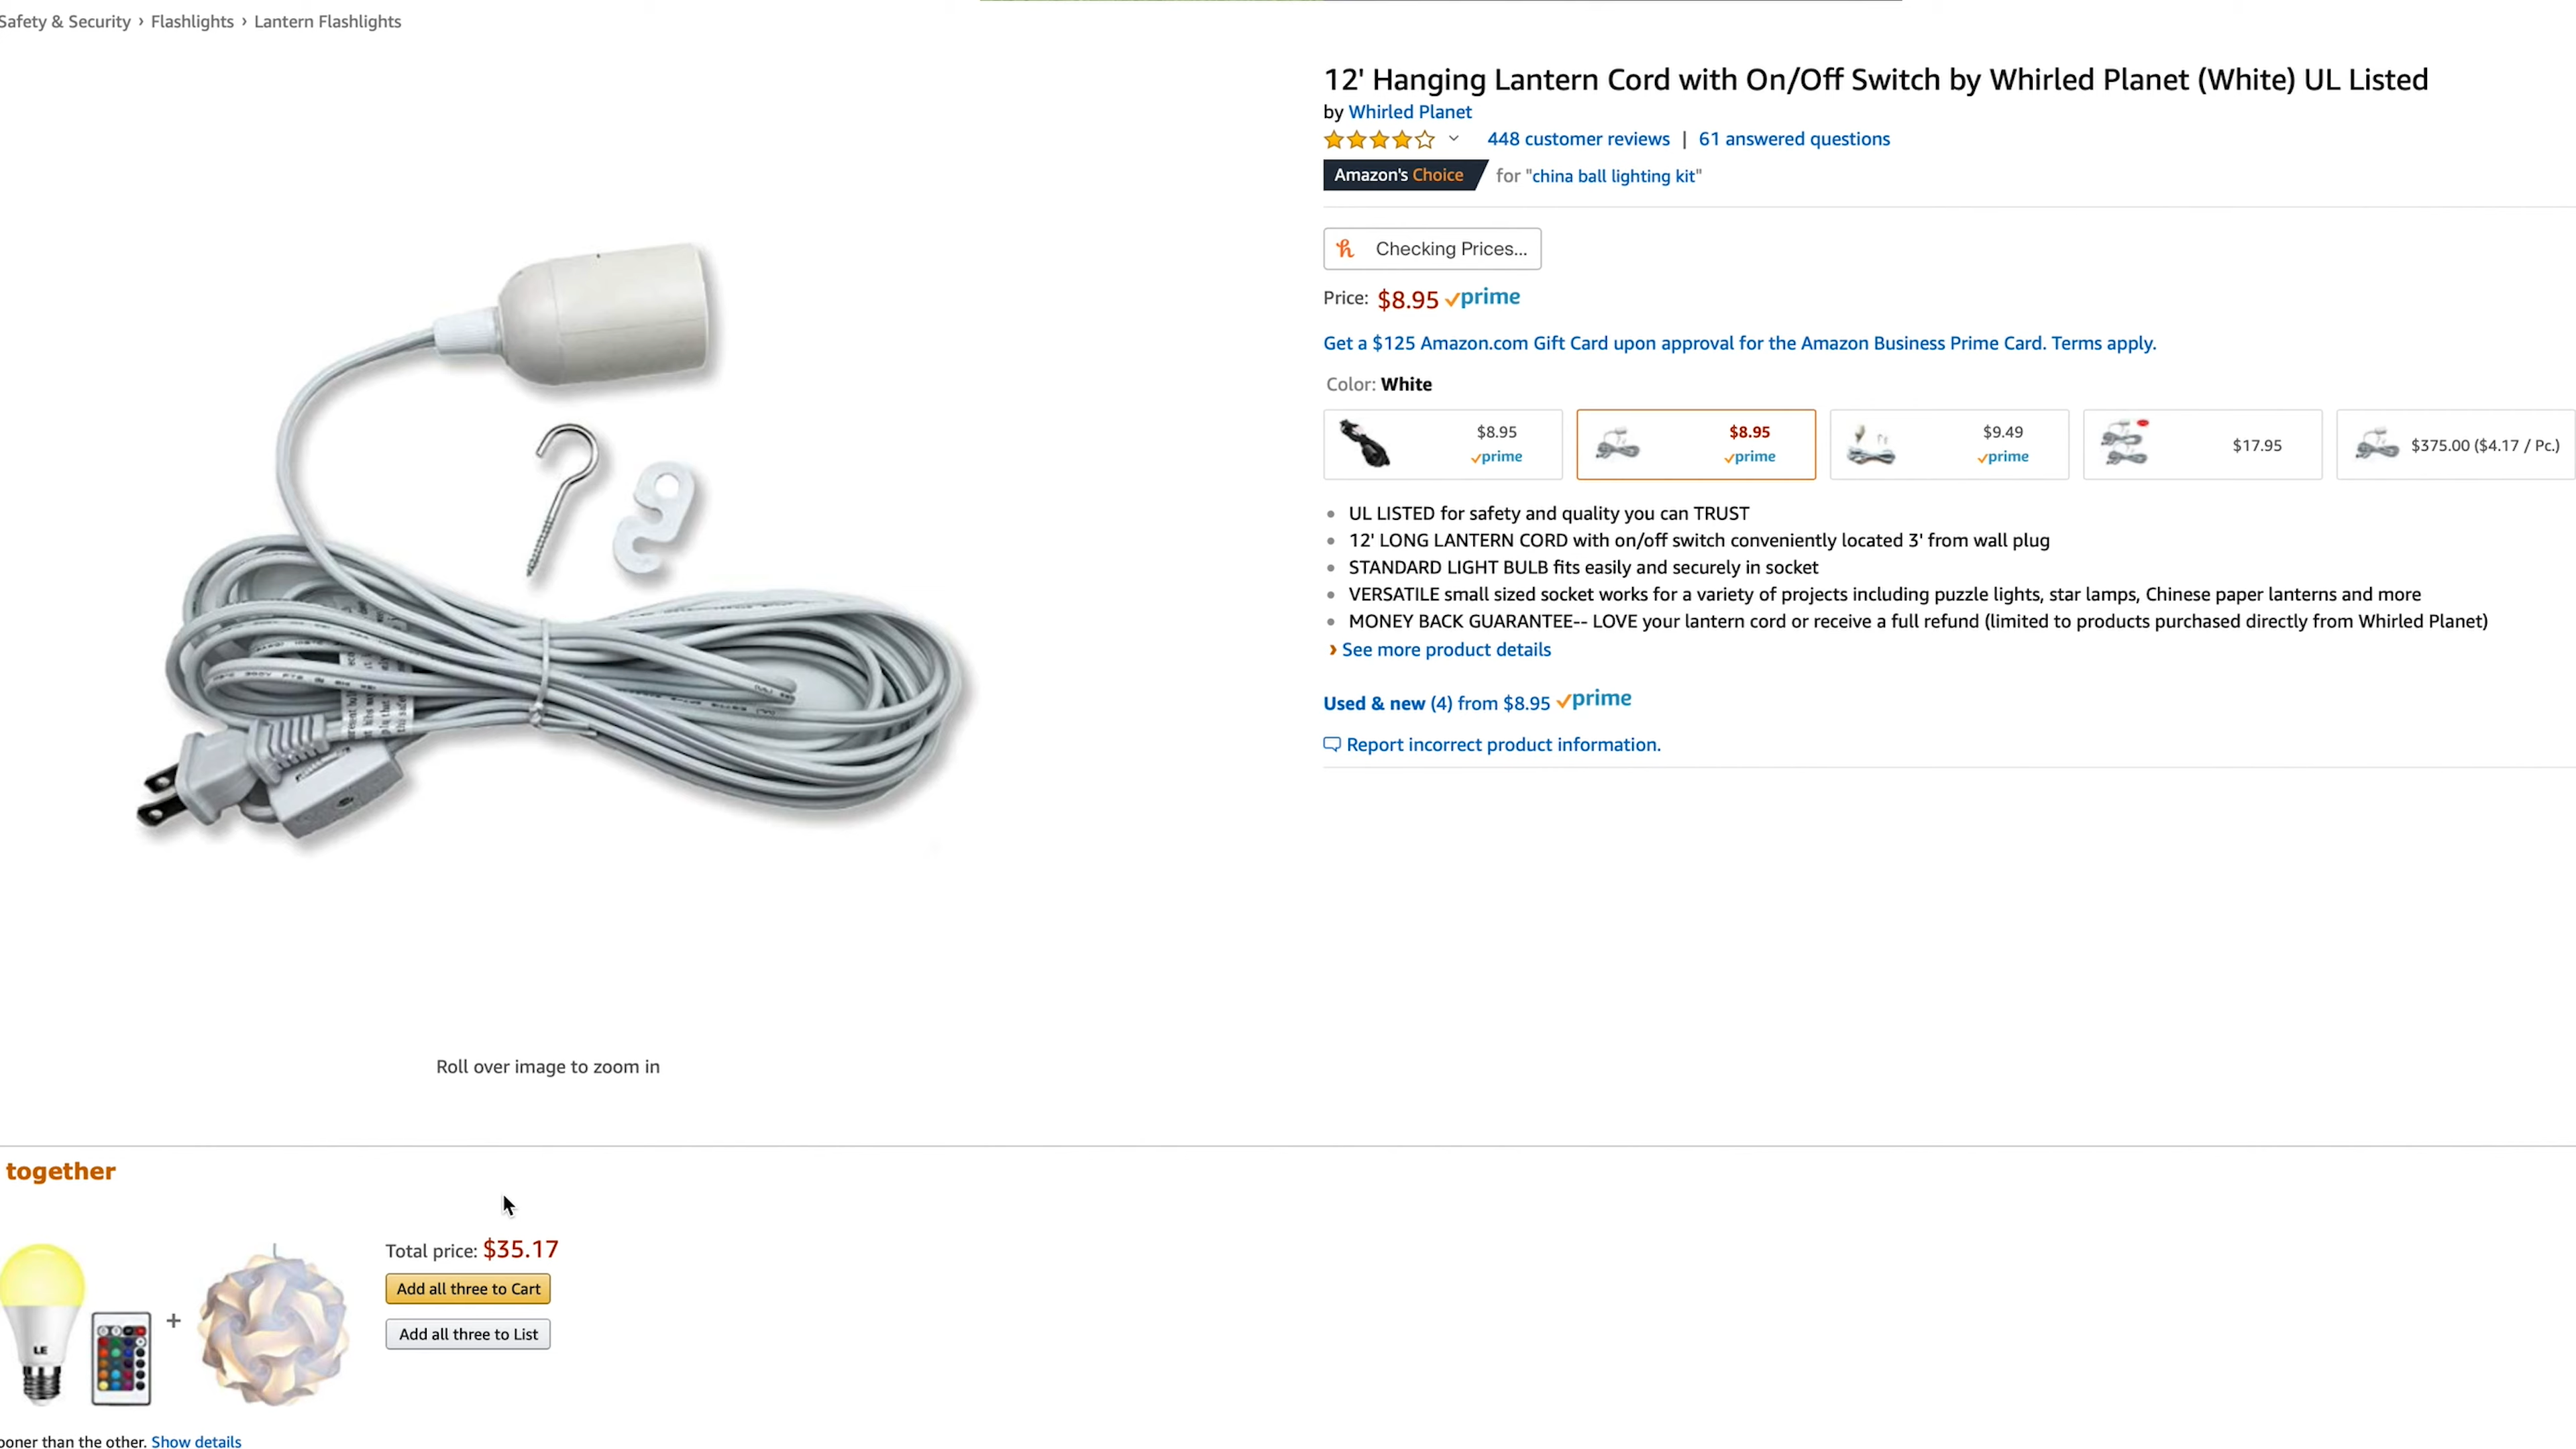 Safety & Security › Flashlights › Lantern Flashlights
12' Hanging Lantern Cord with On/Off Switch by Whirled Planet (White) UL Listed
by Whirled Planet
448 customer reviews | 61 answered questions
Amazon's Choice for "china ball lighting kit"
Checking Prices...
Price: $8.95 prime
Get a $125 Amazon.com Gift Card upon approval for the Amazon Business Prime Card. Terms apply.
Color: White
$8.95 prime
$8.95 prime
$9.49 prime
$17.95
$375.00 ($4.17 / Pc.)
UL LISTED for safety and quality you can TRUST
12' LONG LANTERN CORD with on/off switch conveniently located 3' from wall plug
STANDARD LIGHT BULB fits easily and securely in socket
VERSATILE small sized socket works for a variety of projects including puzzle lights, star lamps, Chinese paper lanterns and more
MONEY BACK GUARANTEE-- LOVE your lantern cord or receive a full refund (limited to products purchased directly from Whirled Planet)
› See more product details
Used & new (4) from $8.95 prime
Report incorrect product information.
Roll over image to zoom in
together
Total price: $35.17
Add all three to Cart
Add all three to List
LE
+
ooner than the other. Show details